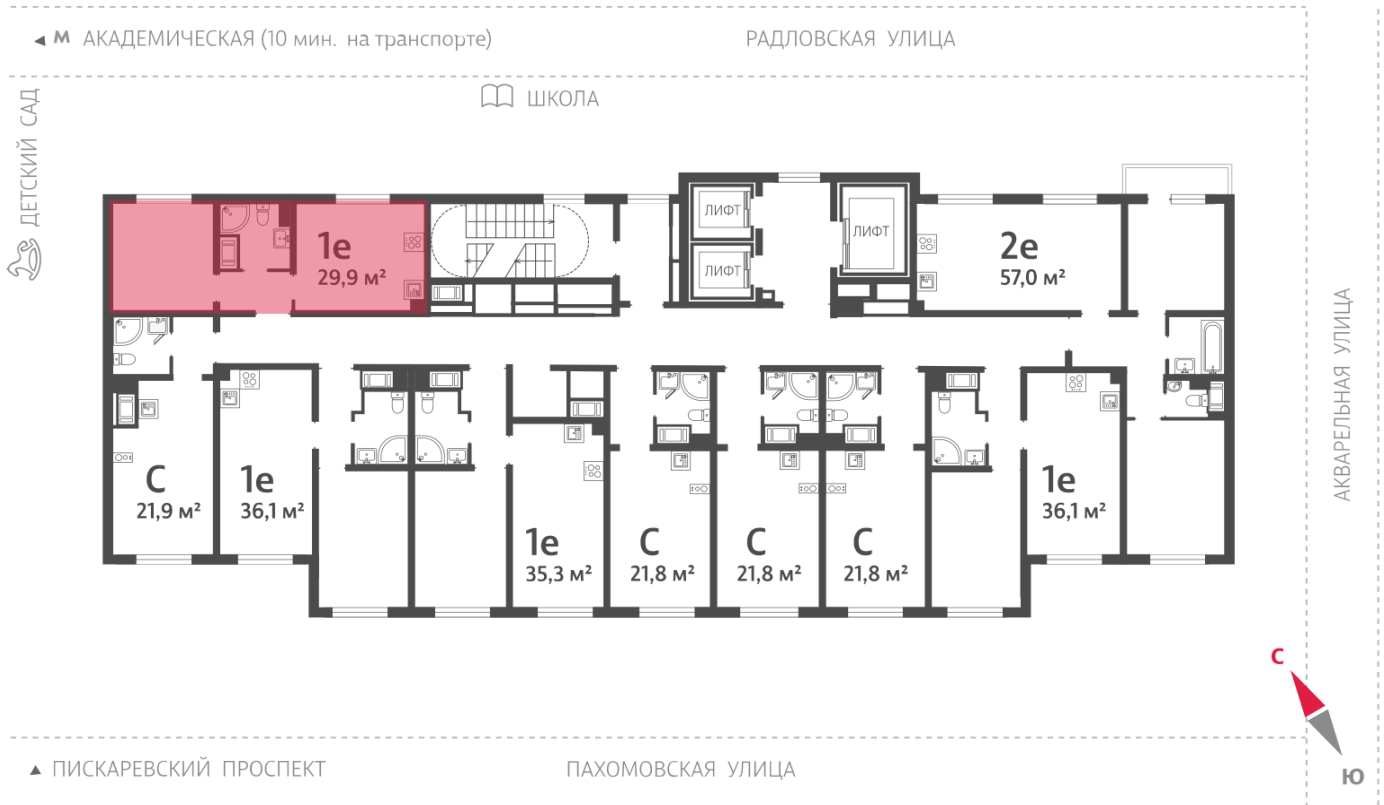 М АКАДЕМИЧЕСКАЯ (10 мин. на транспорте)
РАДЛОВСКАЯ УЛИЦА
ШКОЛА
ДЕТСКИЙ САД
ЛИФТ
ЛИФТ
ЛИФТ
1е
29,9 м²
2е
57,0 м²
АКВАРЕЛЬНАЯ УЛИЦА
С
21,9 м²
1е
36,1 м²
1е
35,3 м²
С
21,8 м²
С
21,8 м²
С
21,8 м²
1е
36,1 м²
С
Ю
ПИСКАРЕВСКИЙ ПРОСПЕКТ
ПАХОМОВСКАЯ УЛИЦА